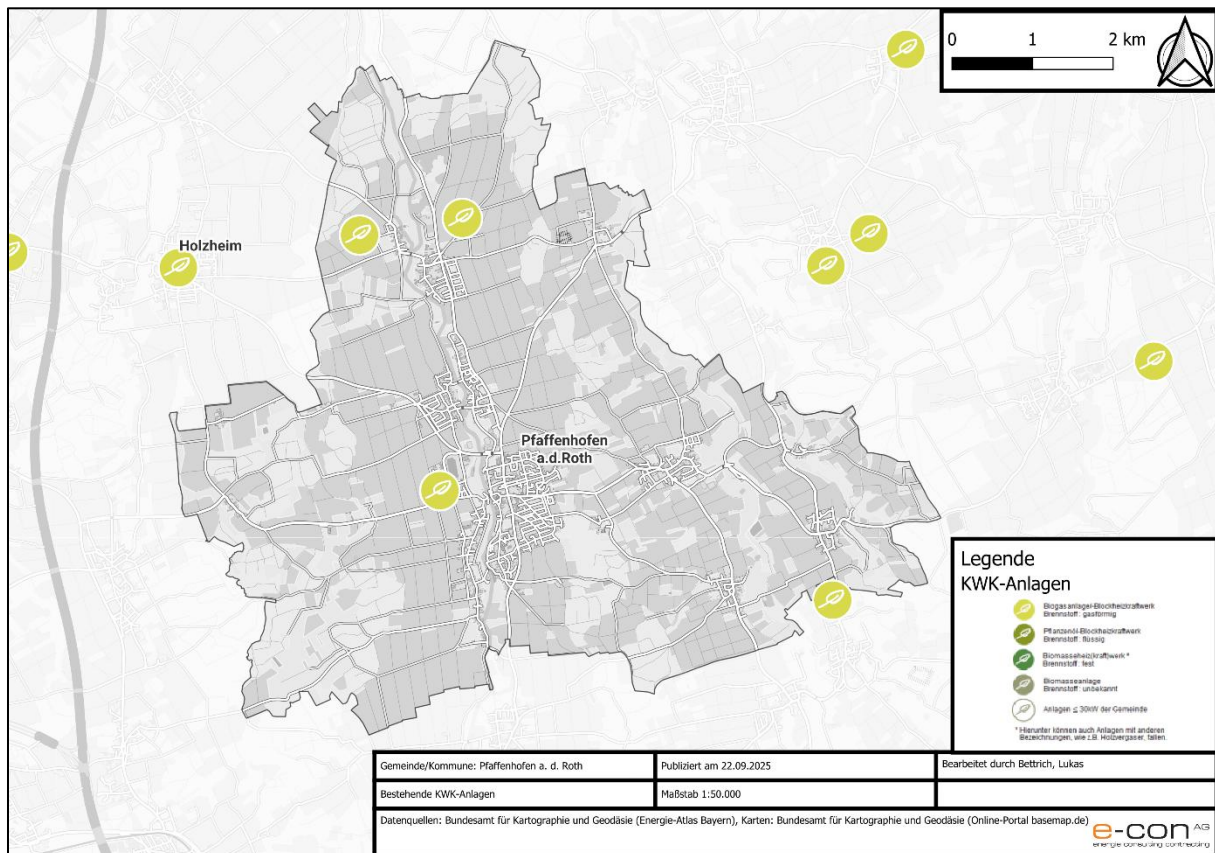 0 1 2 km
Holzheim
Pfaffenhofen
a.d.Roth
Legende
KWK-Anlagen
Biogasanlage/-Blockheizkraftwerk
Brennstoff: gasförmig
Pflanzenöl-Blockheizkraftwerk
Brennstoff: flüssig
Biomasseheiz(kraft)werk *
Brennstoff: fest
Biomasseanlage
Brennstoff: unbekannt
Anlagen ≤ 30kW der Gemeinde
* Hierunter können auch Anlagen mit anderen
Bezeichnungen, wie z.B. Holzvergaser, fallen.
Gemeinde/Kommune: Pfaffenhofen a. d. Roth Publiziert am 22.09.2025 Bearbeitet durch Bettrich, Lukas
Bestehende KWK-Anlagen Maßstab 1:50.000
Datenquellen: Bundesamt für Kartographie und Geodäsie (Energie-Atlas Bayern), Karten: Bundesamt für Kartographie und Geodäsie (Online-Portal basemap.de)
e-con AG
energie consulting contracting